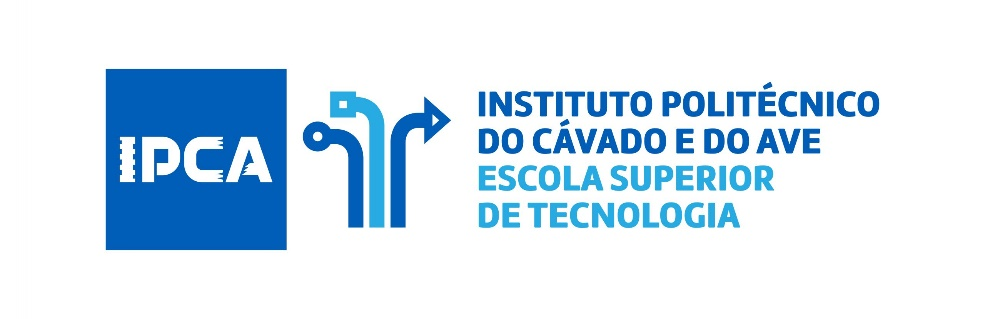 IPCA
INSTITUTO POLITÉCNICO
DO CÁVADO E DO AVE
ESCOLA SUPERIOR
DE TECNOLOGIA